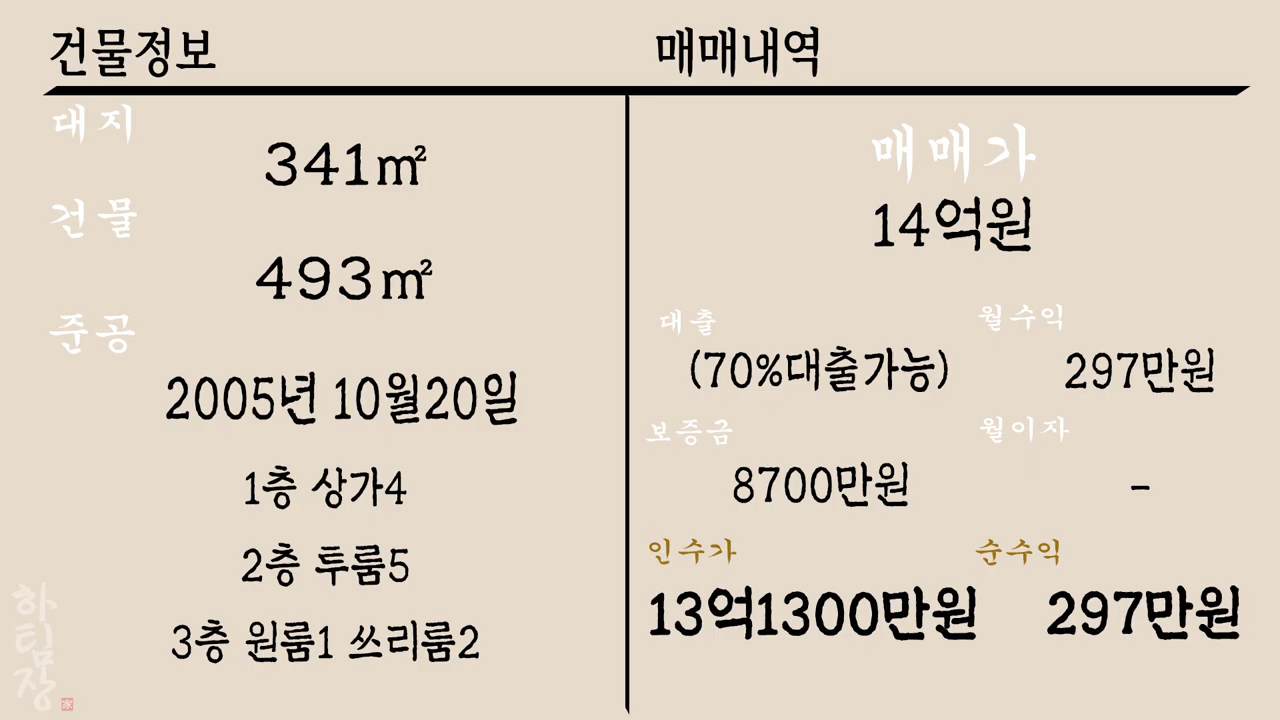 건물정보
대지
341㎡
건물
493㎡
준공
2005년 10월20일
1층 상가4
2층 투룸5
3층 원룸1 쓰리룸2
하팀장
매매내역
매매가
14억원
대출
(70%대출가능)
월수익
297만원
보증금
8700만원
월이자
-
인수가
13억1300만원
순수익
297만원